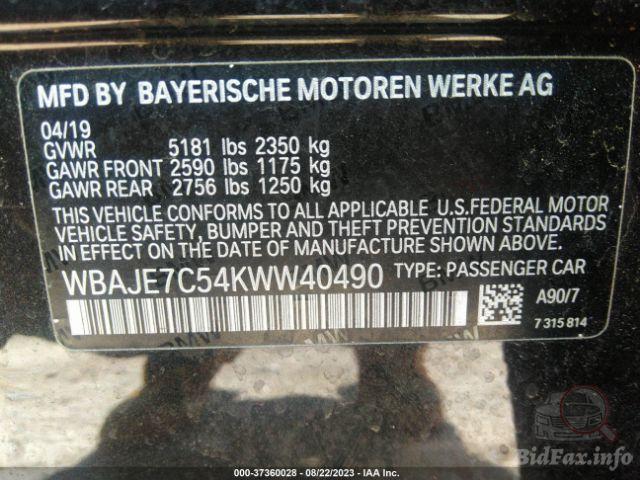 MFD BY BAYERISCHE MOTOREN WERKE AG
04/19
GVWR 5181 lbs 2350 kg
GAWR FRONT 2590 lbs 1175 kg
GAWR REAR 2756 lbs 1250 kg
THIS VEHICLE CONFORMS TO ALL APPLICABLE U.S.FEDERAL MOTOR
VEHICLE SAFETY, BUMPER AND THEFT PREVENTION STANDARDS
IN EFFECT ON THE DATE OF MANUFACTURE SHOWN ABOVE.
WBAJE7C54KWW40490 TYPE: PASSENGER CAR
A90/7
7315814
BMW
BidFax.info
000-37360028 - 08/22/2023 - IAA Inc.